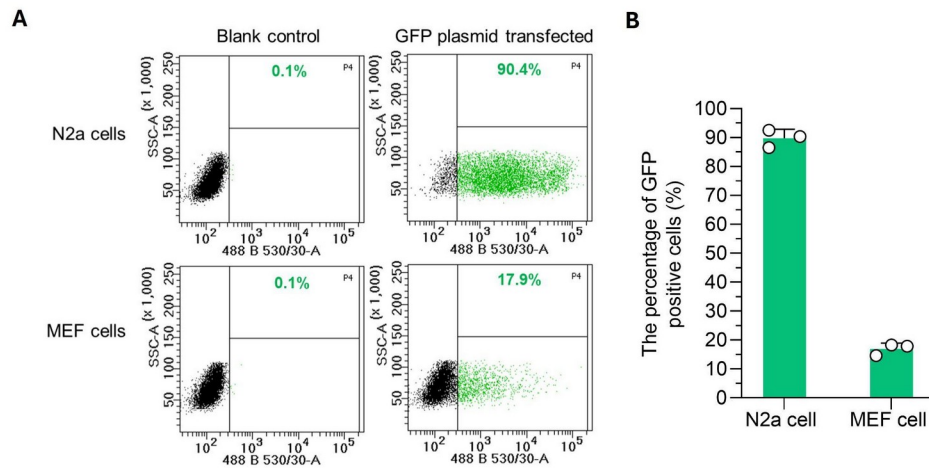 A
Blank control
GFP plasmid transfected
N2a cells
SSC-A (x 1,000)
250
200
150
100
50
0.1%
P4
10² 10³ 10⁴ 10⁵
488 B 530/30-A
SSC-A (x 1,000)
250
200
150
100
50
90.4%
P4
10² 10³ 10⁴ 10⁵
488 B 530/30-A
MEF cells
SSC-A (x 1,000)
250
200
150
100
50
0.1%
P4
10² 10³ 10⁴ 10⁵
488 B 530/30-A
SSC-A (x 1,000)
250
200
150
100
50
17.9%
P4
10² 10³ 10⁴ 10⁵
488 B 530/30-A
B
The percentage of GFP
positive cells (%)
100
90
80
70
60
50
40
30
20
10
0
N2a cell
MEF cell